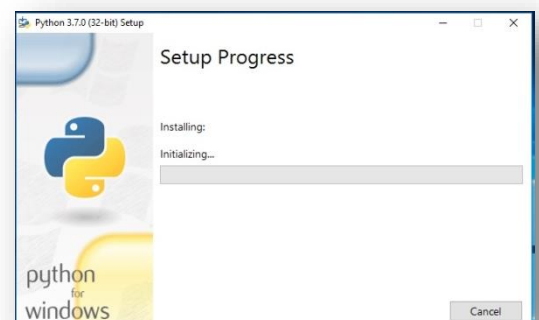 Python 3.7.0 (32-bit) Setup
Setup Progress
Installing:
Initializing...
python
for
windows
Cancel